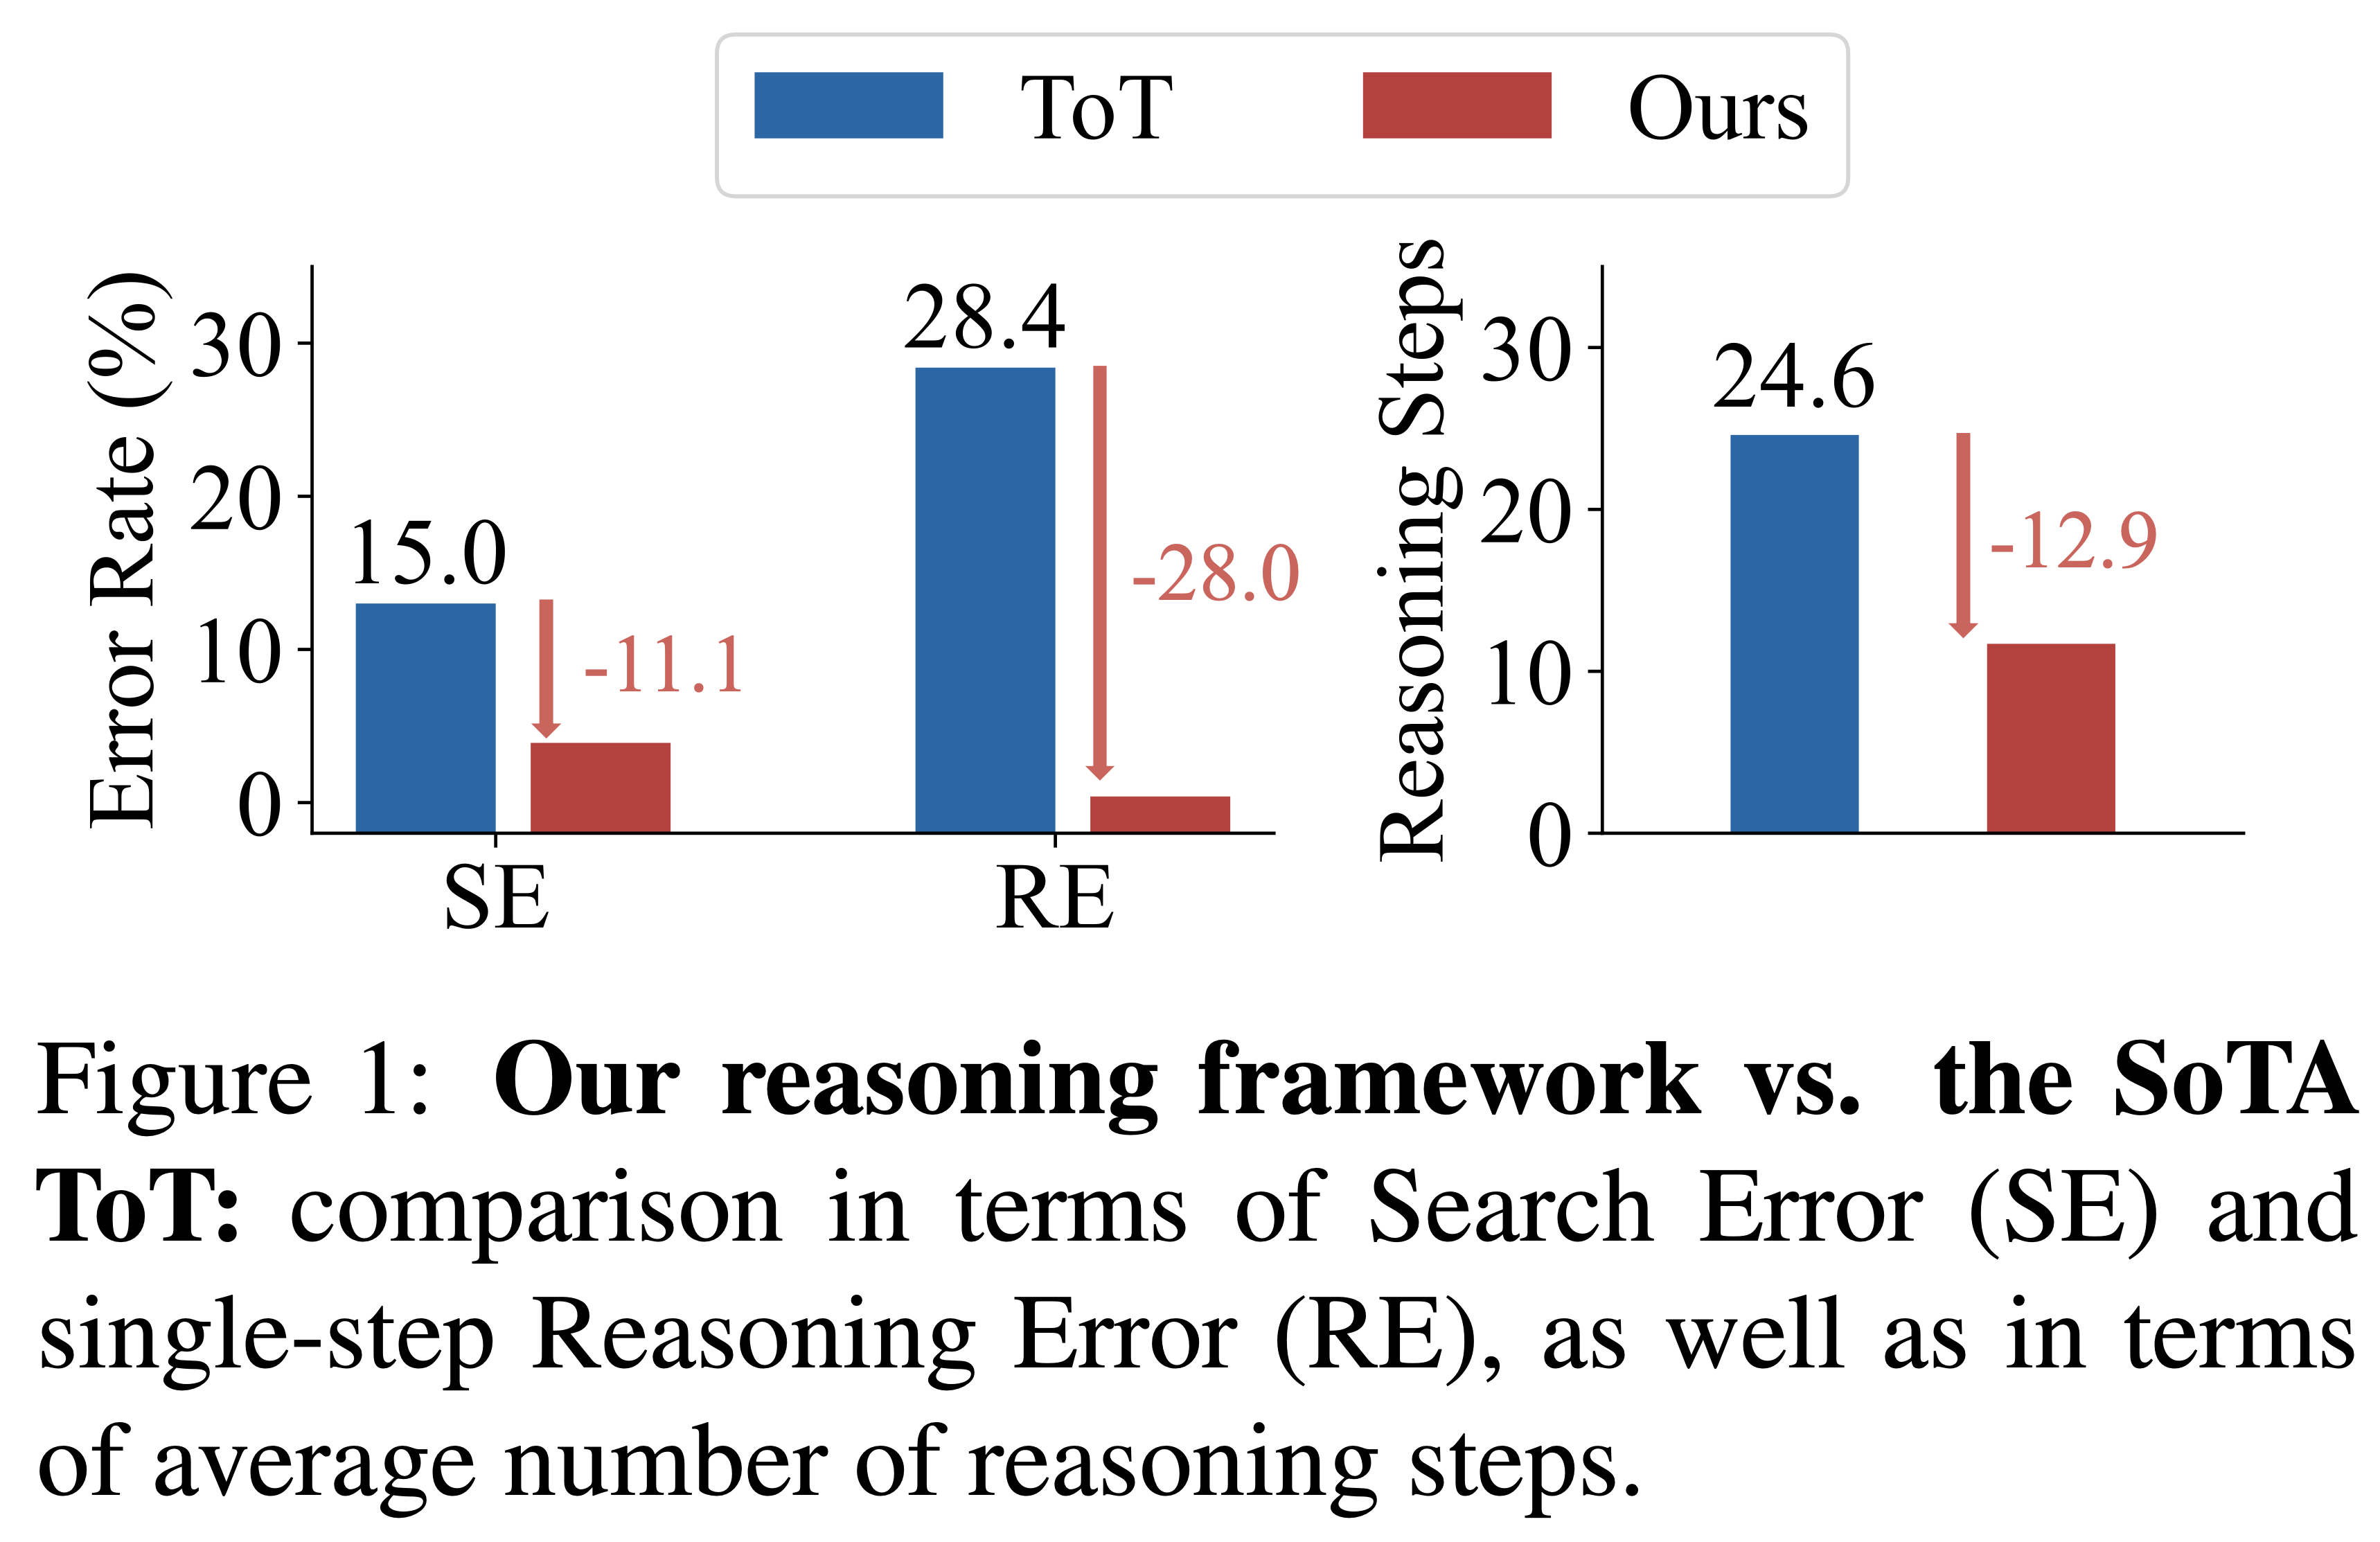 ToT Ours
Error Rate (%)
30
20
10
0
15.0
-11.1
28.4
-28.0
SE RE
Reasoning Steps
30
20
10
0
24.6
-12.9
Figure 1: Our reasoning framework vs. the SoTA
ToT: comparison in terms of Search Error (SE) and
single-step Reasoning Error (RE), as well as in terms
of average number of reasoning steps.